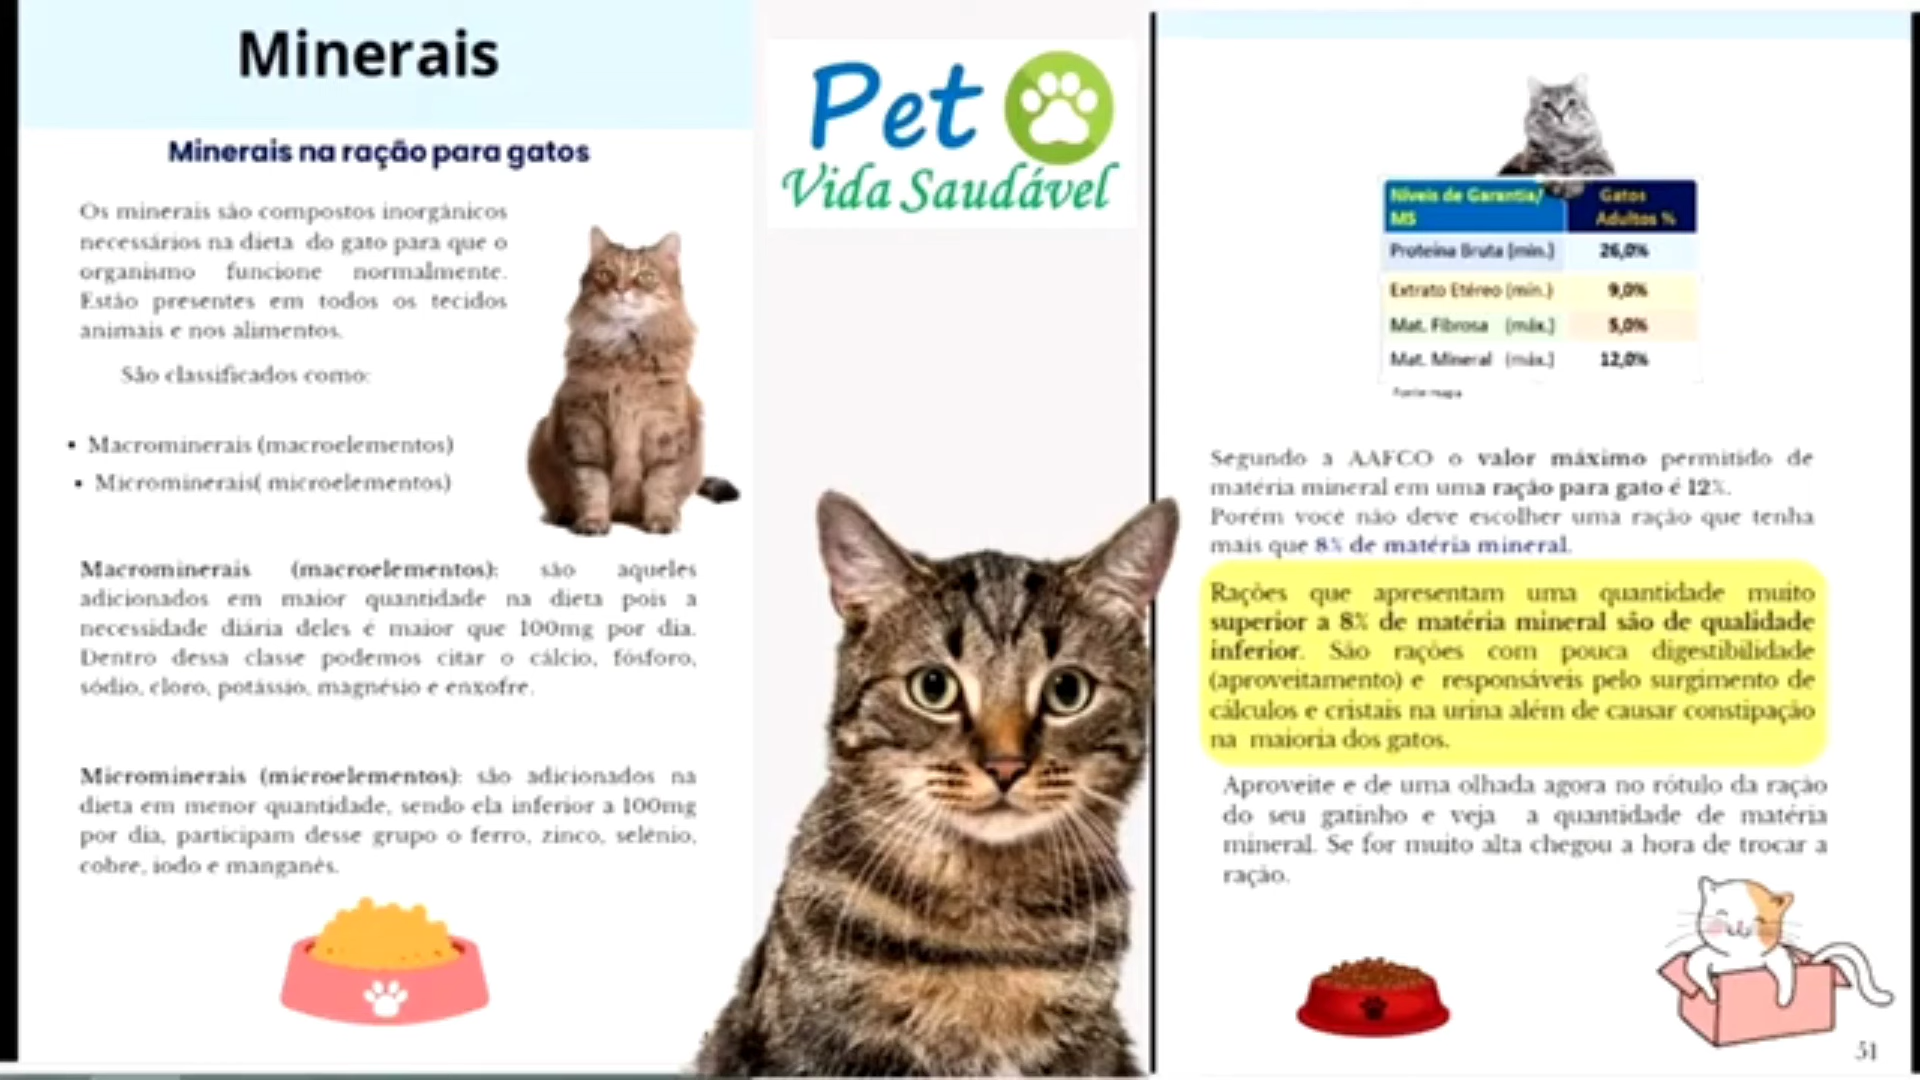 Minerais
Minerais na ração para gatos
Os minerais são compostos inorgânicos
necessários na dieta do gato para que o
organismo funcione normalmente.
Estão presentes em todos os tecidos
animais e nos alimentos.
São classificados como:
• Macrominerais (macroelementos)
• Microminerais( microelementos)
Macrominerais (macroelementos): são aqueles
adicionados em maior quantidade na dieta pois a
necessidade diária deles é maior que 100mg por dia.
Dentro dessa classe podemos citar o cálcio, fósforo,
sódio, cloro, potássio, magnésio e enxofre.
Microminerais (microelementos): são adicionados na
dieta em menor quantidade, sendo ela inferior a 100mg
por dia, participam desse grupo o ferro, zinco, selênio,
cobre, iodo e manganês.
Pet
Vida Saudável
Níveis de Garantia/ Gatos
MS Adultos %
Proteína Bruta (min.) 26,0%
Extrato Etéreo (min.) 9,0%
Mat. Fibrosa (máx.) 5,0%
Mat. Mineral (máx.) 12,0%
Fonte mapa
Segundo a AAFCO o valor máximo permitido de
matéria mineral em uma ração para gato é 12%.
Porém você não deve escolher uma ração que tenha
mais que 8% de matéria mineral.
Rações que apresentam uma quantidade muito
superior a 8% de matéria mineral são de qualidade
inferior. São rações com pouca digestibilidade
(aproveitamento) e responsáveis pelo surgimento de
cálculos e cristais na urina além de causar constipação
na maioria dos gatos.
Aproveite e de uma olhada agora no rótulo da ração
do seu gatinho e veja a quantidade de matéria
mineral. Se for muito alta chegou a hora de trocar a
ração.
51